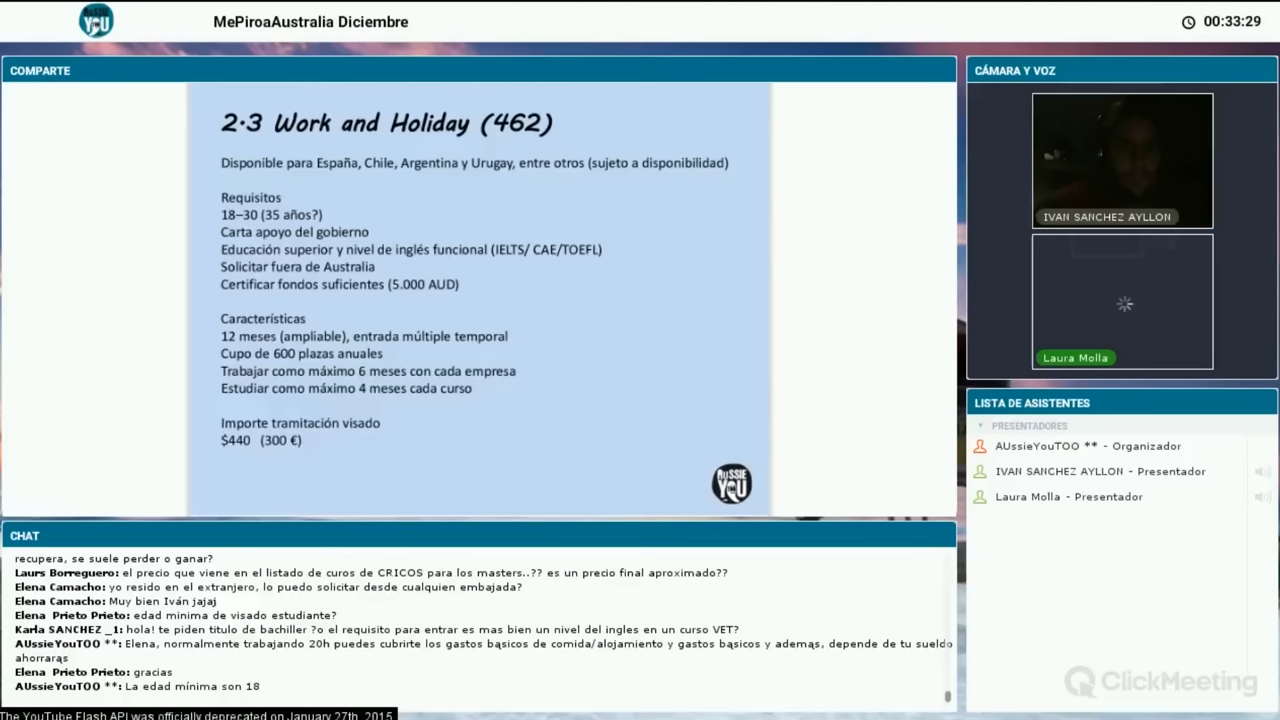 AUSSIE
YOU
TOO
MePiroaAustralia Diciembre
00:33:29
COMPARTE
2.3 Work and Holiday (462)
Disponible para España, Chile, Argentina y Urugay, entre otros (sujeto a disponibilidad)
Requisitos
18–30 (35 años?)
Carta apoyo del gobierno
Educación superior y nivel de inglés funcional (IELTS/ CAE/TOEFL)
Solicitar fuera de Australia
Certificar fondos suficientes (5.000 AUD)
Características
12 meses (ampliable), entrada múltiple temporal
Cupo de 600 plazas anuales
Trabajar como máximo 6 meses con cada empresa
Estudiar como máximo 4 meses cada curso
Importe tramitación visado
$440 (300 €)
AUSSIE
YOU
TOO
CÁMARA Y VOZ
IVAN SANCHEZ AYLLON
Laura Molla
LISTA DE ASISTENTES
PRESENTADORES
AUssieYouTOO ** - Organizador
IVAN SANCHEZ AYLLON - Presentador
Laura Molla - Presentador
CHAT
recupera, se suele perder o ganar?
Laurs Borreguero: el precio que viene en el listado de curos de CRICOS para los masters..?? es un precio final aproximado??
Elena Camacho: yo resido en el extranjero, lo puedo solicitar desde cualquien embajada?
Elena Camacho: Muy bien Iván jajaj
Elena Prieto Prieto: edad minima de visado estudiante?
Karla SANCHEZ _1: hola! te piden titulo de bachiller ?o el requisito para entrar es mas bien un nivel del ingles en un curso VET?
AUssieYouTOO **: Elena, normalmente trabajando 20h puedes cubrirte los gastos bąsicos de comida/alojamiento y gastos bąsicos y ademąs, depende de tu sueldo
ahorrarąs
Elena Prieto Prieto: gracias
AUssieYouTOO **: La edad mínima son 18
ClickMeeting
The YouTube Flash API was officially deprecated on January 27th, 2015